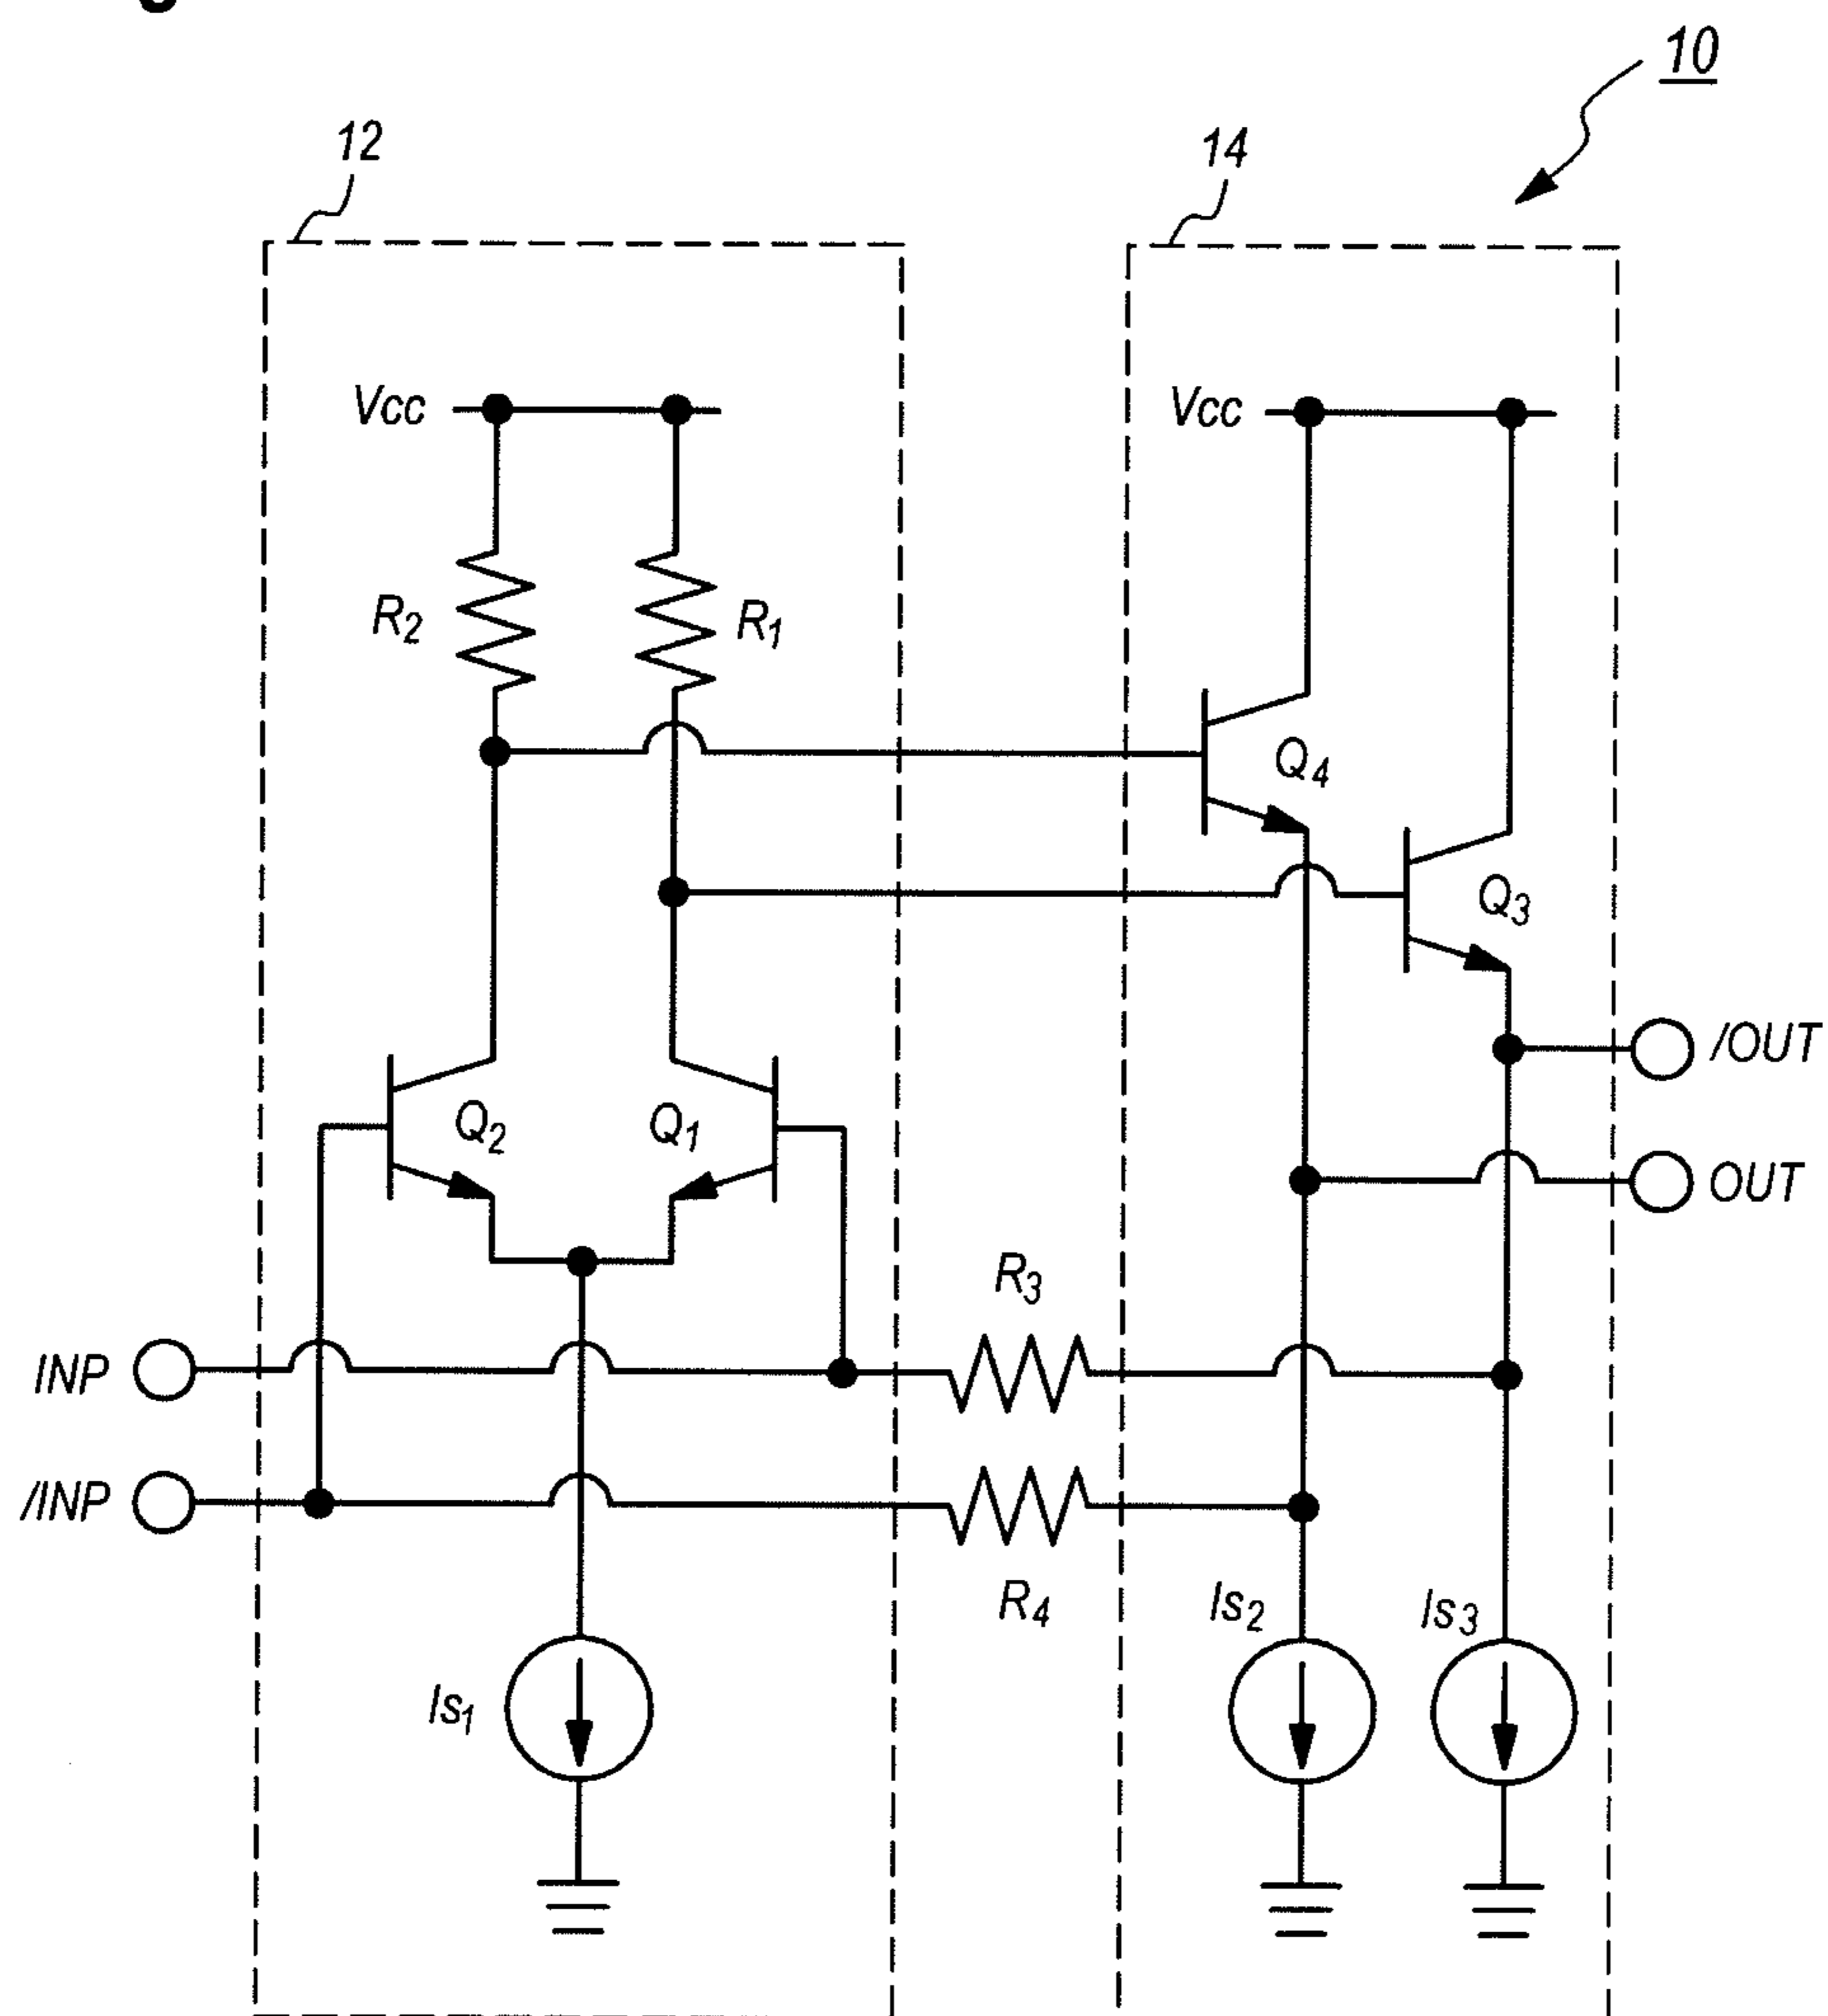 10
12
14
Vcc
Vcc
R2
R1
Q4
Q3
/OUT
Q2
Q1
OUT
R3
INP
/INP
R4
Is2
Is3
Is1